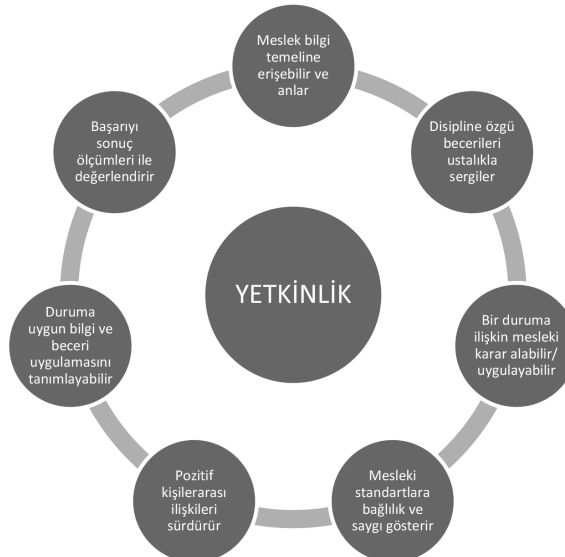 Meslek bilgi
temeline
erişebilir ve
anlar
Disipline özgü
becerileri
ustalıkla
sergiler
Bir duruma
ilişkin mesleki
karar alabilir/
uygulayabilir
Mesleki
standartlara
bağlılık ve
saygı gösterir
Pozitif
kişilerarası
ilişkileri
sürdürür
Duruma
uygun bilgi ve
beceri
uygulamasını
tanımlayabilir
Başarıyı
sonuç
ölçümleri ile
değerlendirir
YETKİNLİK